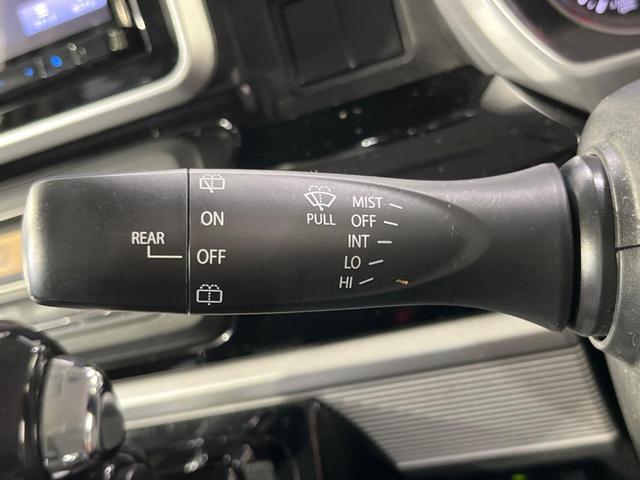 REAR
ON
OFF
PULL
MIST
OFF
INT
LO
HI